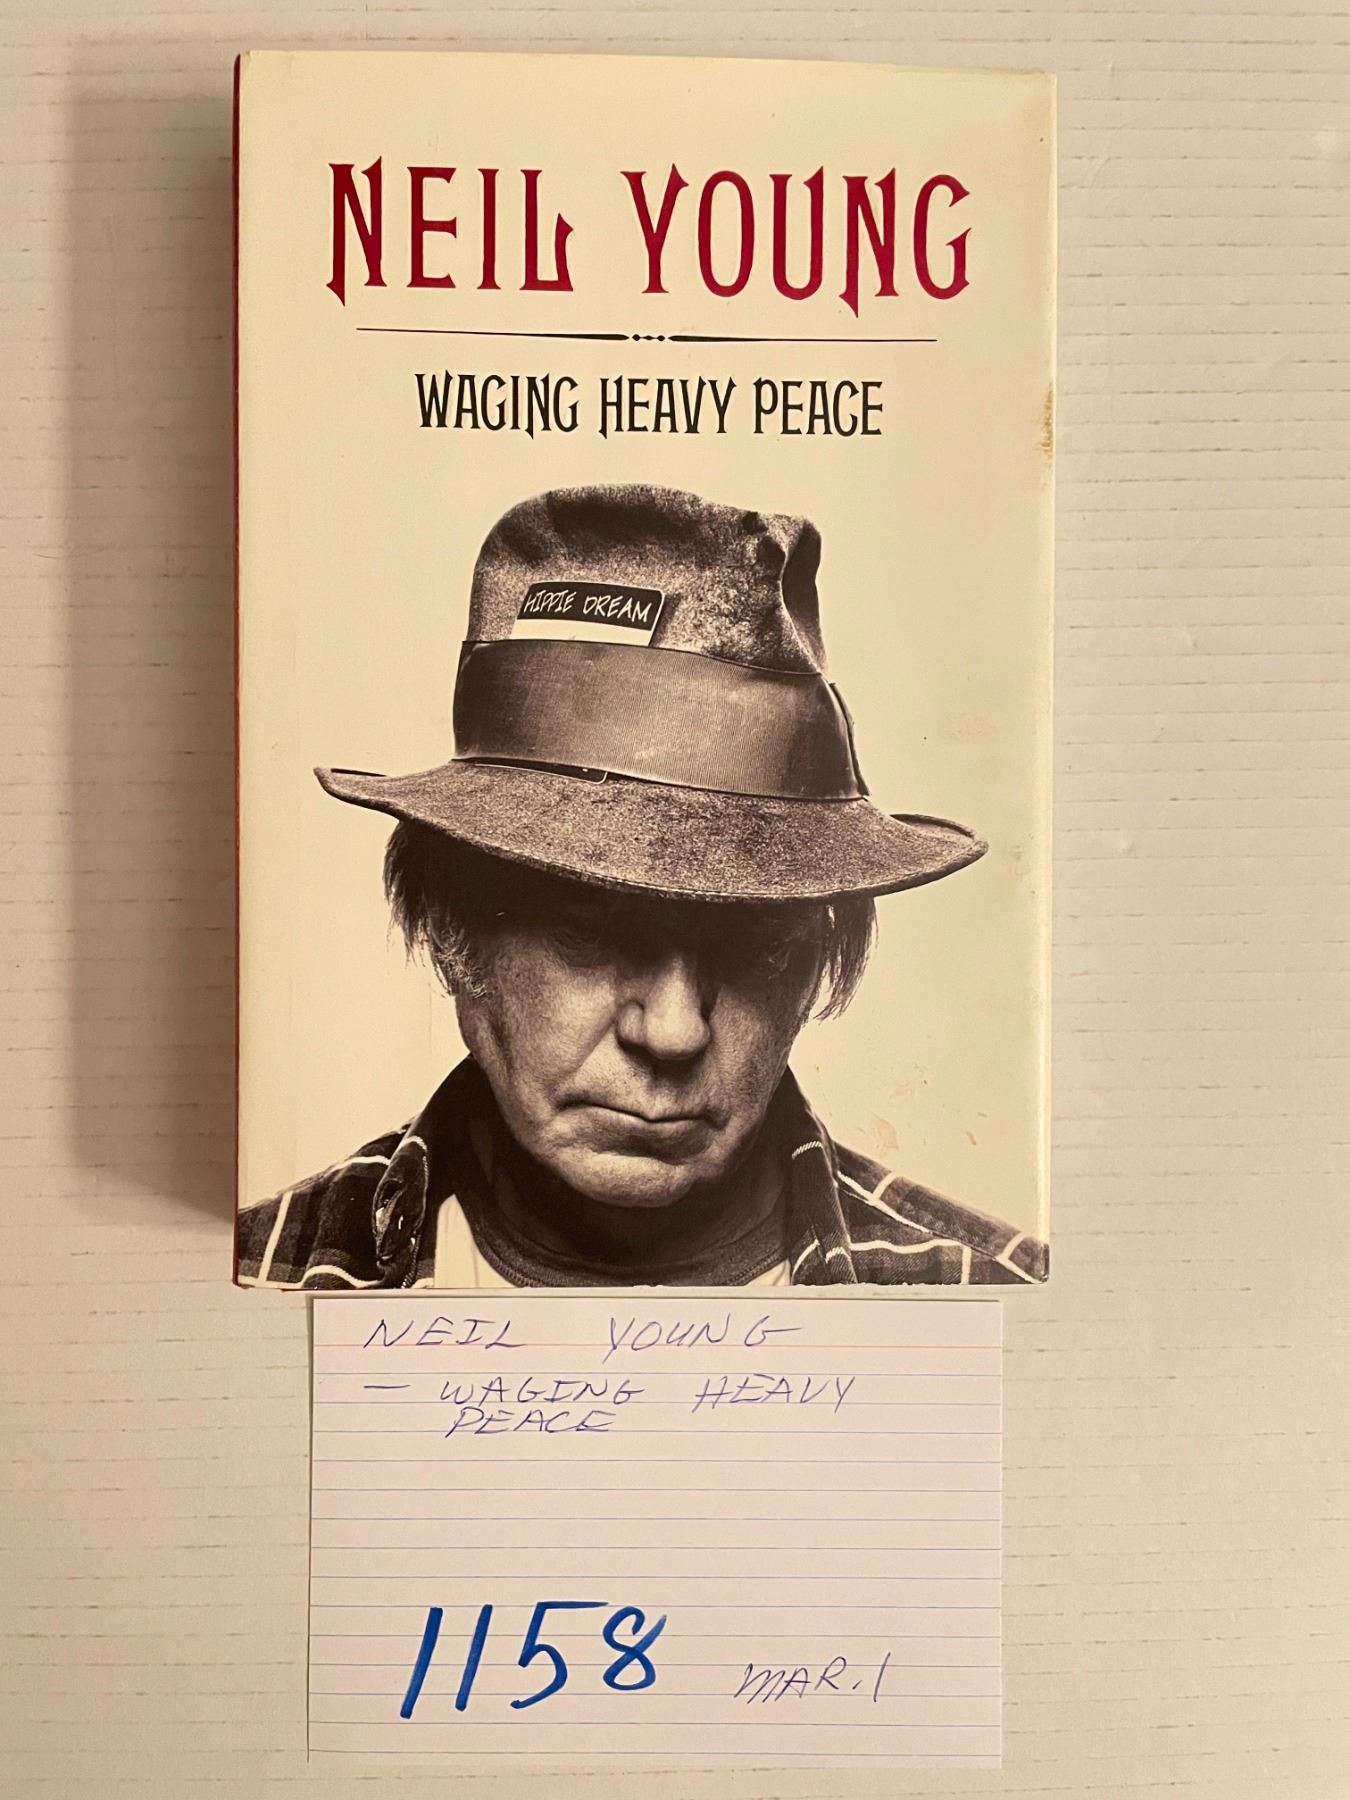 NEIL YOUNG
WAGING HEAVY PEACE
HIPPIE DREAM
NEIL YOUNG
— WAGING HEAVY
PEACE
1158 MAR.1